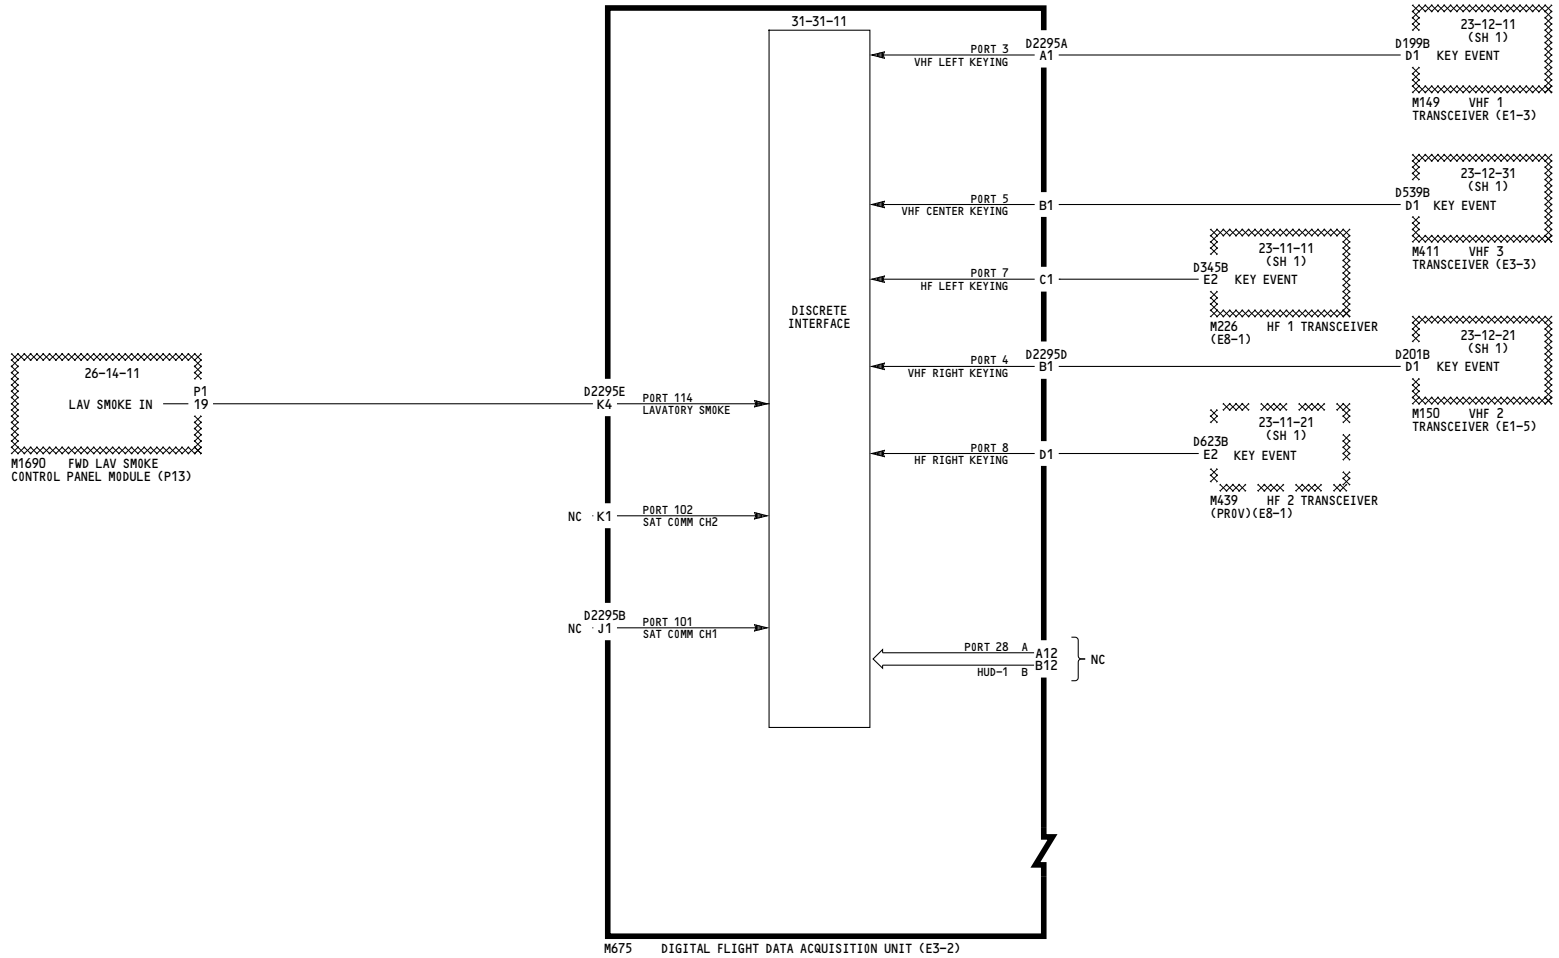 31-31-11
DISCRETE
INTERFACE
PORT 3
VHF LEFT KEYING
D2295A
A1
D199B
D1 KEY EVENT
23-12-11
(SH 1)
M149 VHF 1
TRANSCEIVER (E1-3)
PORT 5
VHF CENTER KEYING
B1
D539B
D1 KEY EVENT
23-12-31
(SH 1)
M411 VHF 3
TRANSCEIVER (E3-3)
PORT 7
HF LEFT KEYING
C1
D345B
E2 KEY EVENT
23-11-11
(SH 1)
M226 HF 1 TRANSCEIVER
(E8-1)
PORT 4
VHF RIGHT KEYING
D2295D
B1
D201B
D1 KEY EVENT
23-12-21
(SH 1)
M150 VHF 2
TRANSCEIVER (E1-5)
PORT 8
HF RIGHT KEYING
D1
D623B
E2 KEY EVENT
23-11-21
(SH 1)
M439 HF 2 TRANSCEIVER
(PROV)(E8-1)
26-14-11
LAV SMOKE IN
P1
19
M1690 FWD LAV SMOKE
CONTROL PANEL MODULE (P13)
D2295E
K4
PORT 114
LAVATORY SMOKE
NC K1
PORT 102
SAT COMM CH2
D2295B
NC J1
PORT 101
SAT COMM CH1
PORT 28 A
A12
B12
HUD-1 B
NC
M675 DIGITAL FLIGHT DATA ACQUISITION UNIT (E3-2)